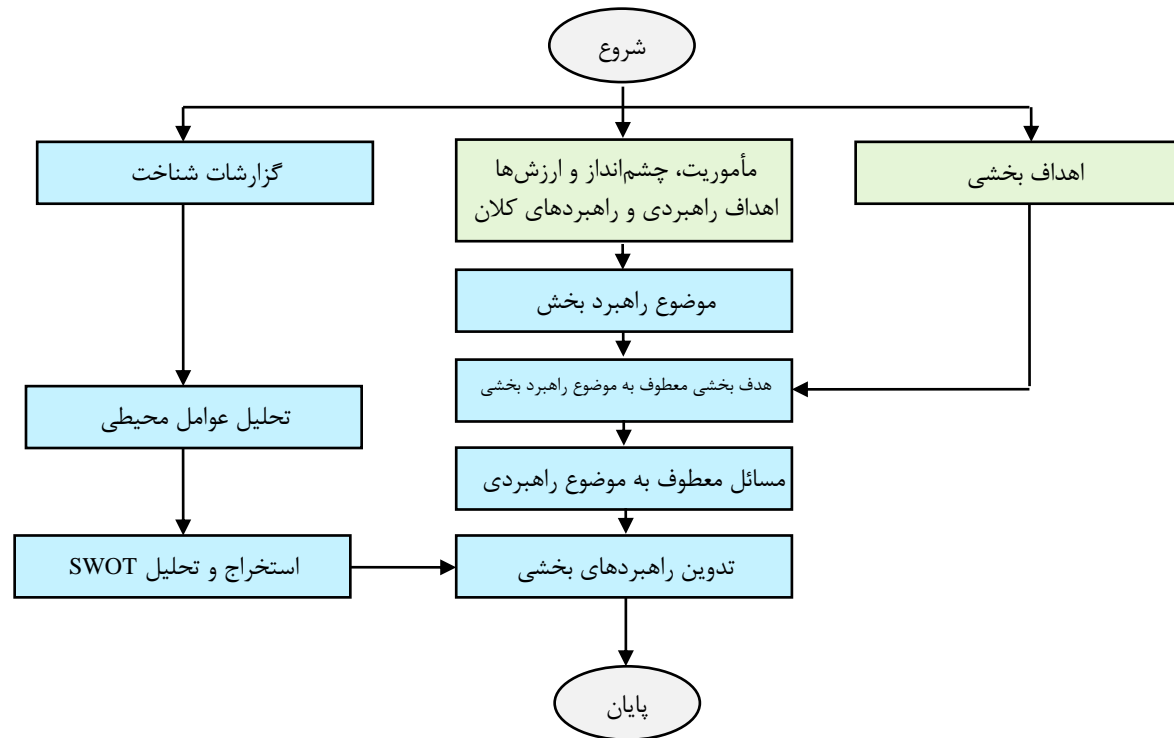 شروع
اهداف بخشی
مأموریت، چشم‌انداز و ارزش‌ها
اهداف راهبردی و راهبردهای کلان
گزارشات شناخت
موضوع راهبرد بخش
هدف بخشی معطوف به موضوع راهبرد بخشی
تحلیل عوامل محیطی
مسائل معطوف به موضوع راهبردی
تدوین راهبردهای بخشی
استخراج و تحلیل SWOT
پایان